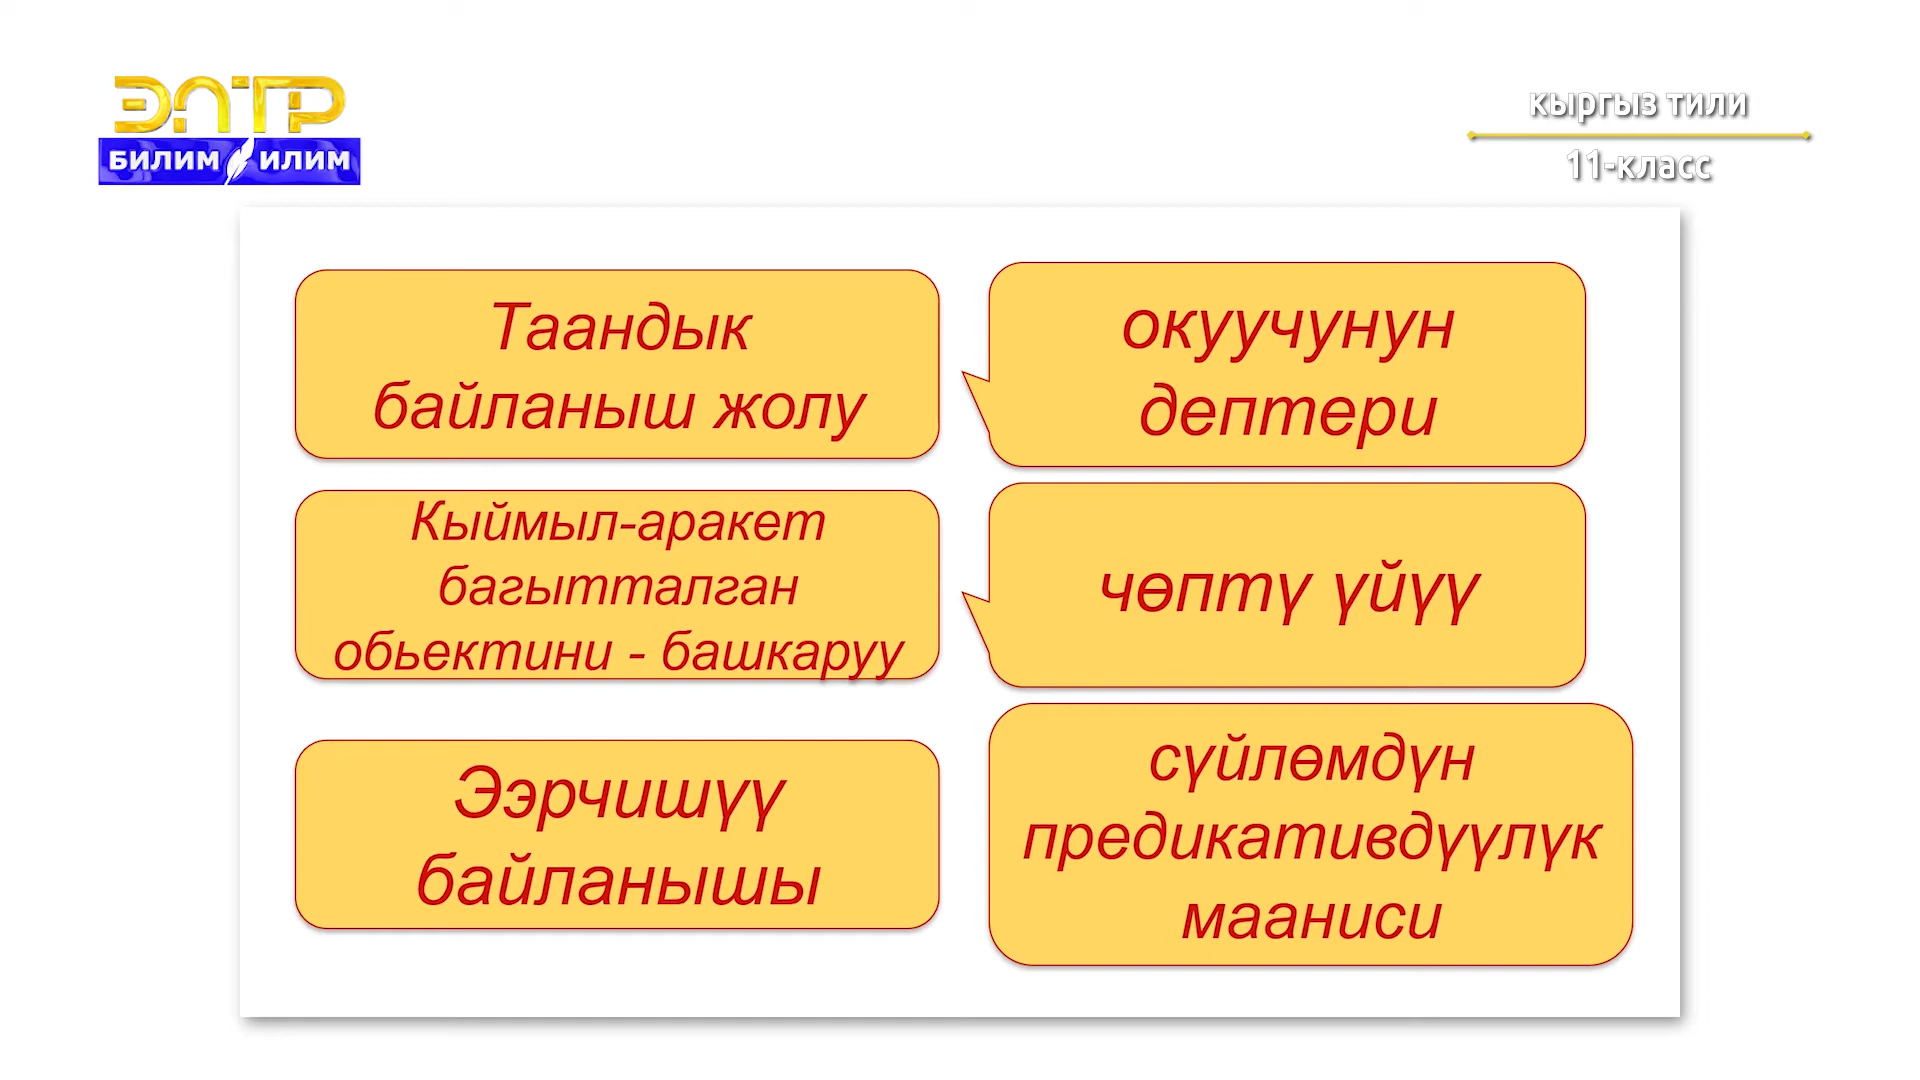 ЭЛТР
БИЛИМ ИЛИМ
кыргыз тили
11-класс
Таандык
байланыш жолу
окуучунун
дептери
Кыймыл-аракет
багытталган
обьектини - башкаруу
чөптү үйүү
Ээрчишүү
байланышы
сүйлөмдүн
предикативдүүлүк
мааниси